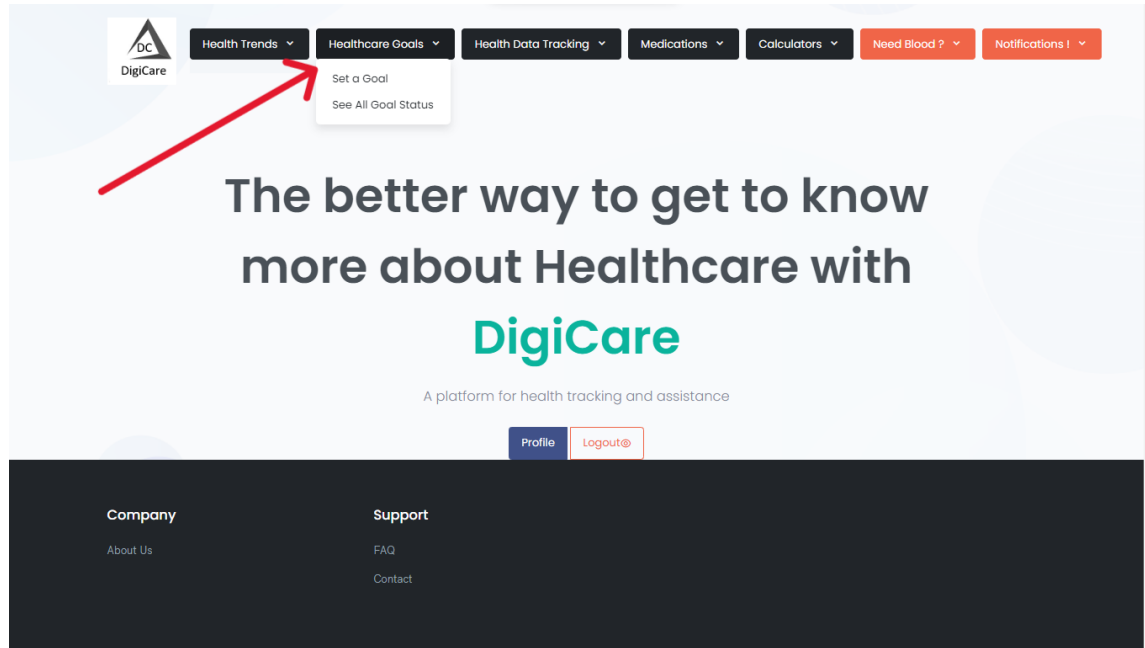 DC
DigiCare
Health Trends
Healthcare Goals
Health Data Tracking
Medications
Calculators
Need Blood ?
Notifications !
Set a Goal
See All Goal Status
The better way to get to know
more about Healthcare with
DigiCare
A platform for health tracking and assistance
Profile
Logout
Company
Support
About Us
FAQ
Contact